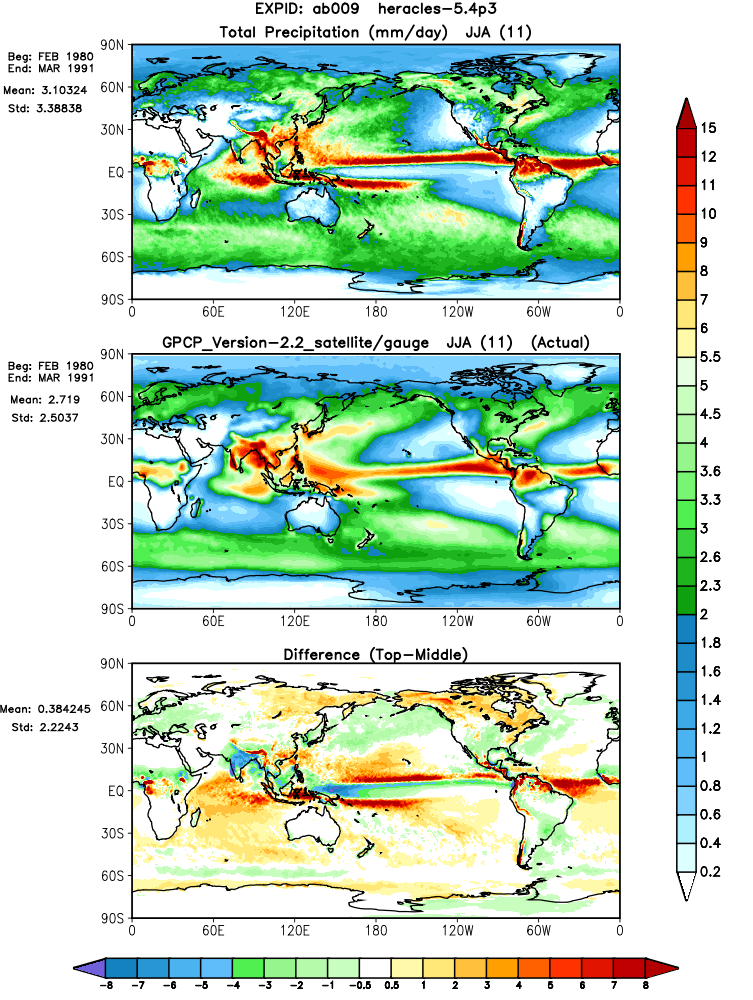 EXPID: ab009   heracles-5.4p3
Total Precipitation (mm/day)   JJA (11)
Beg: FEB 1980
End: MAR 1991
Mean: 3.10324
Std: 3.38838
90N
60N
30N
EQ
30S
60S
90S
0 60E 120E 180 120W 60W 0
GPCP_Version-2.2_satellite/gauge   JJA (11)   (Actual)
Beg: FEB 1980
End: MAR 1991
Mean: 2.719
Std: 2.5037
90N
60N
30N
EQ
30S
60S
90S
0 60E 120E 180 120W 60W 0
Difference (Top-Middle)
Mean: 0.384245
Std: 2.2243
90N
60N
30N
EQ
30S
60S
90S
0 60E 120E 180 120W 60W 0
15
12
11
10
9
8
7
6
5.5
5
4.5
4
3.6
3.3
3
2.6
2.3
2
1.8
1.6
1.4
1.2
1
0.8
0.6
0.4
0.2
-8 -7 -6 -5 -4 -3 -2 -1 -0.5 0.5 1 2 3 4 5 6 7 8